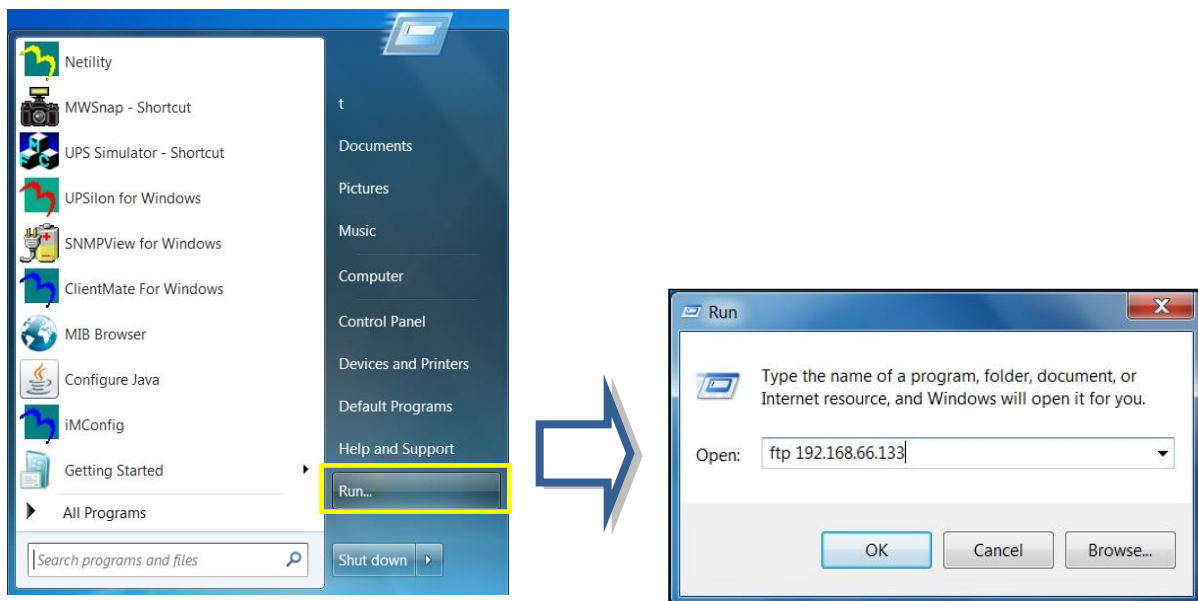 Netility
MWSnap - Shortcut
UPS Simulator - Shortcut
UPSilon for Windows
SNMPView for Windows
ClientMate For Windows
MIB Browser
Configure Java
iMConfig
Getting Started
All Programs
Search programs and files
t
Documents
Pictures
Music
Computer
Control Panel
Devices and Printers
Default Programs
Help and Support
Run...
Shut down
Run
Type the name of a program, folder, document, or
Internet resource, and Windows will open it for you.
Open: ftp 192.168.66.133
OK Cancel Browse...